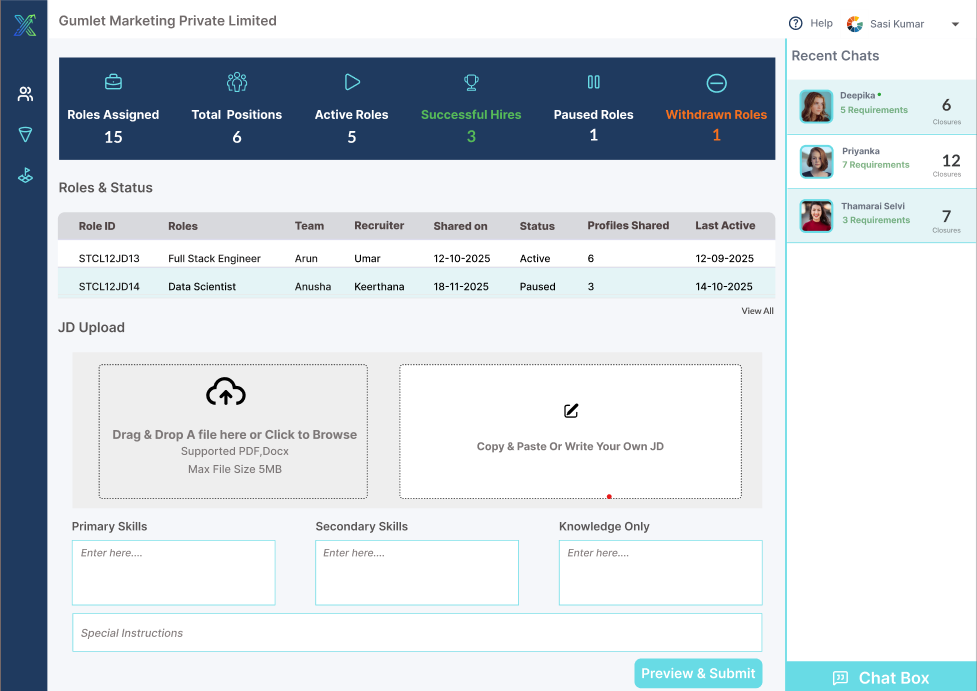 Gumlet Marketing Private Limited
Help
Sasi Kumar
Roles Assigned
15
Total Positions
6
Active Roles
5
Successful Hires
3
Paused Roles
1
Withdrawn Roles
1
Roles & Status
Role ID Roles Team Recruiter Shared on Status Profiles Shared Last Active
STCL12JD13 Full Stack Engineer Arun Umar 12-10-2025 Active 6 12-09-2025
STCL12JD14 Data Scientist Anusha Keerthana 18-11-2025 Paused 3 14-10-2025
View All
JD Upload
Drag & Drop A file here or Click to Browse
Supported PDF,Docx
Max File Size 5MB
Copy & Paste Or Write Your Own JD
Primary Skills
Enter here....
Secondary Skills
Enter here....
Knowledge Only
Enter here....
Special Instructions
Preview & Submit
Recent Chats
Deepika
5 Requirements
6
Closures
Priyanka
7 Requirements
12
Closures
Thamarai Selvi
3 Requirements
7
Closures
Chat Box